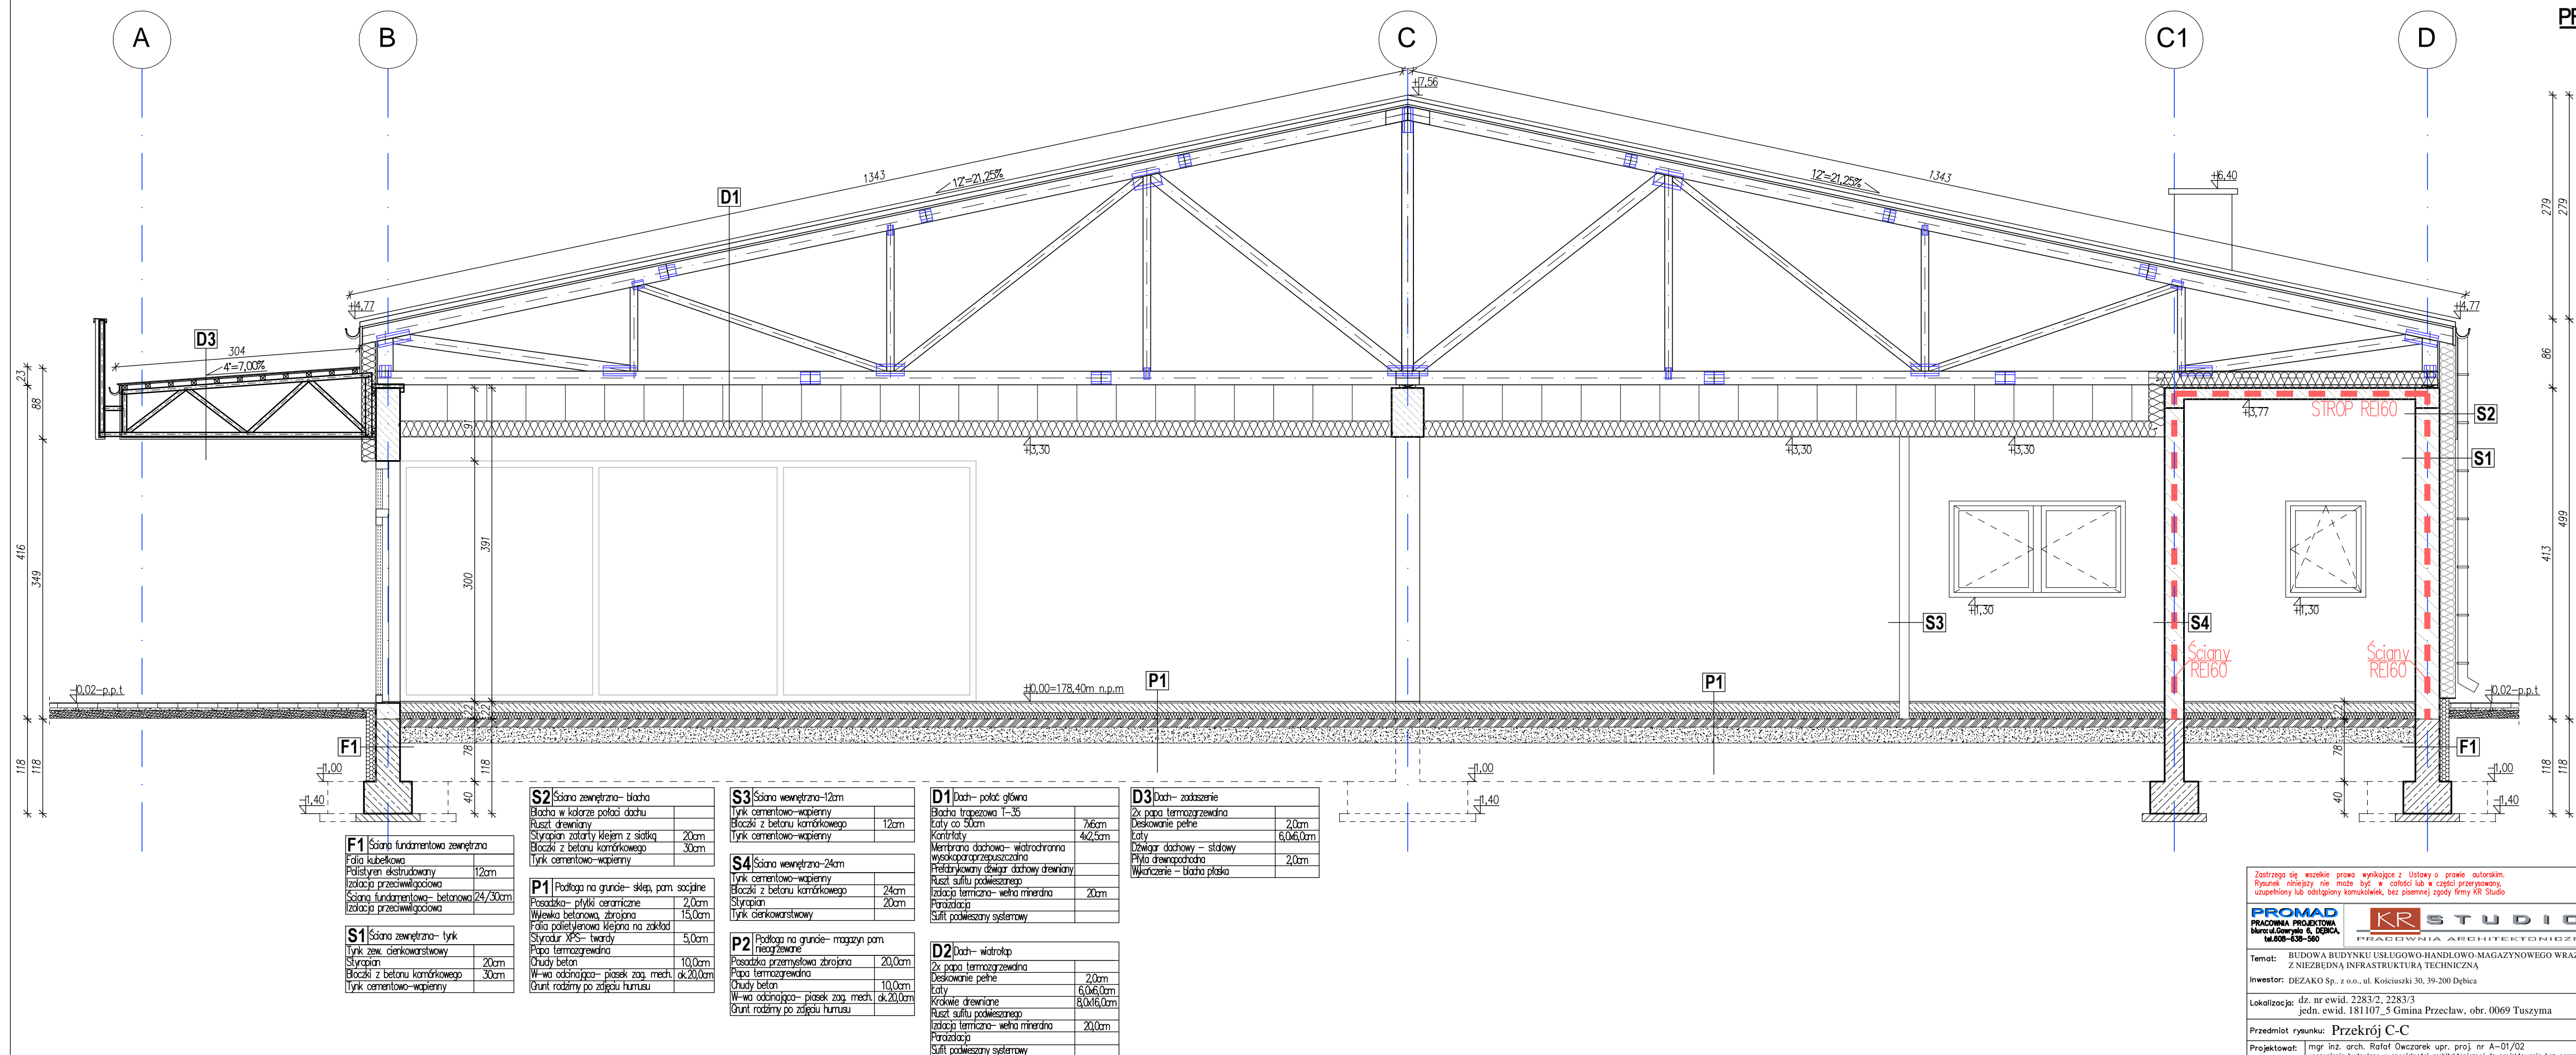 A
B
C
C1
D
+7,56
1343
12°=21,25%
12°=21,25%
1343
+6,40
D1
+4,77
+4,77
D3
304
4°=7,00%
23
88
416
349
118
118
91
300
391
22
22
78
118
40
279
279
86
499
413
118
118
22
78
40
+3,30
+3,30
+3,30
+3,77
STROP REI60
S2
S1
+1,30
+1,30
S3
S4
Ściany
REI60
Ściany
REI60
-0,02-p.p.t
-0,02-p.p.t
±0,00=178,40m n.p.m
P1
P1
F1
F1
-1,00
-1,40
-1,00
-1,40
-1,00
-1,40
F1 Ściana fundamentowa zewnętrzna
Folia kubełkowa
Polistyren ekstrudowany 12cm
Izolacja przeciwwilgociowa
Ściana fundamentowa- betonowa 24/30cm
Izolacja przeciwwilgociowa
S1 Ściana zewnętrzna- tynk
Tynk zew. cienkowarstwowy
Styropian 20cm
Bloczki z betonu komórkowego 30cm
Tynk cementowo-wapienny
S2 Ściana zewnętrzna- blacha
Blacha w kolorze połaci dachu
Ruszt drewniany
Styropian zatarty klejem z siatką 20cm
Bloczki z betonu komórkowego 30cm
Tynk cementowo-wapienny
P1 Podłoga na gruncie- sklep, pom. socjalne
Posadzka- płytki ceramiczne 2,0cm
Wylewka betonowa, zbrojona 15,0cm
Folia polietylenowa klejona na zakład
Styrodur XPS- twardy 5,0cm
Papa termozgrewalna
Chudy beton 10,0cm
W-wa odcinająca- piasek zag. mech. ok.20,0cm
Grunt rodzimy po zdjęciu humusu
S3 Ściana wewnętrzna-12cm
Tynk cementowo-wapienny
Bloczki z betonu komórkowego 12cm
Tynk cementowo-wapienny
S4 Ściana wewnętrzna-24cm
Tynk cementowo-wapienny
Bloczki z betonu komórkowego 24cm
Styropian 20cm
Tynk cienkowarstwowy
P2 Podłoga na gruncie- magazyn pom.
nieogrzewane
Posadzka przemysłowa zbrojona 20,0cm
Papa termozgrewalna
Chudy beton 10,0cm
W-wa odcinająca- piasek zag. mech. ok.20,0cm
Grunt rodzimy po zdjęciu humusu
D1 Dach- połać główna
Blacha trapezowa T-35
Łaty co 50cm 7x6cm
Kontrłaty 4x2,5cm
Membrana dachowa- wiatrochronna
wysokoparoprzepuszczalna
Prefabrykowany dźwigar dachowy drewniany
Ruszt sufitu podwieszanego
Izolacja termiczna- wełna mineralna 20cm
Paroizolacja
Sufit podwieszany systemowy
D2 Dach- wiatrołap
2x papa termozgrzewalna
Deskowanie pełne 2,0cm
Łaty 6,0x6,0cm
Krokwie drewniane 8,0x16,0cm
Ruszt sufitu podwieszanego
Izolacja termiczna- wełna mineralna 20,0cm
Paroizolacja
Sufit podwieszany systemowy
D3 Dach- zadaszenie
2x papa termozgrzewalna
Deskowanie pełne 2,0cm
Łaty 6,0x6,0cm
Dźwigar dachowy - stalowy
Płyta drewnopochodna 2,0cm
Wykończenie - blacha płaska
Zastrzega się wszelkie prawa wynikające z Ustawy o prawie autorskim.
Rysunek niniejszy nie może być w całości lub w części przerysowany,
uzupełniony lub odstąpiony komukolwiek, bez pisemnej zgody firmy KR Studio
PROMAD
PRACOWNIA PROJEKTOWA
biuro:ul.Gawrysia 6, DĘBICA,
tel.608-638-560
KR STUDIO
PRACOWNIA ARCHITEKTONICZN
Temat: BUDOWA BUDYNKU USŁUGOWO-HANDLOWO-MAGAZYNOWEGO WRAZ
Z NIEZBĘDNĄ INFRASTRUKTURĄ TECHNICZNĄ
Inwestor: DEZAKO Sp. z o.o., ul. Kościuszki 30, 39-200 Dębica
Lokalizacja: dz. nr ewid. 2283/2, 2283/3
jedn. ewid. 181107_5 Gmina Przecław, obr. 0069 Tuszyma
Przedmiot rysunku: Przekrój C-C
Projektował: mgr inż. arch. Rafał Owczarek upr. proj. nr A-01/02